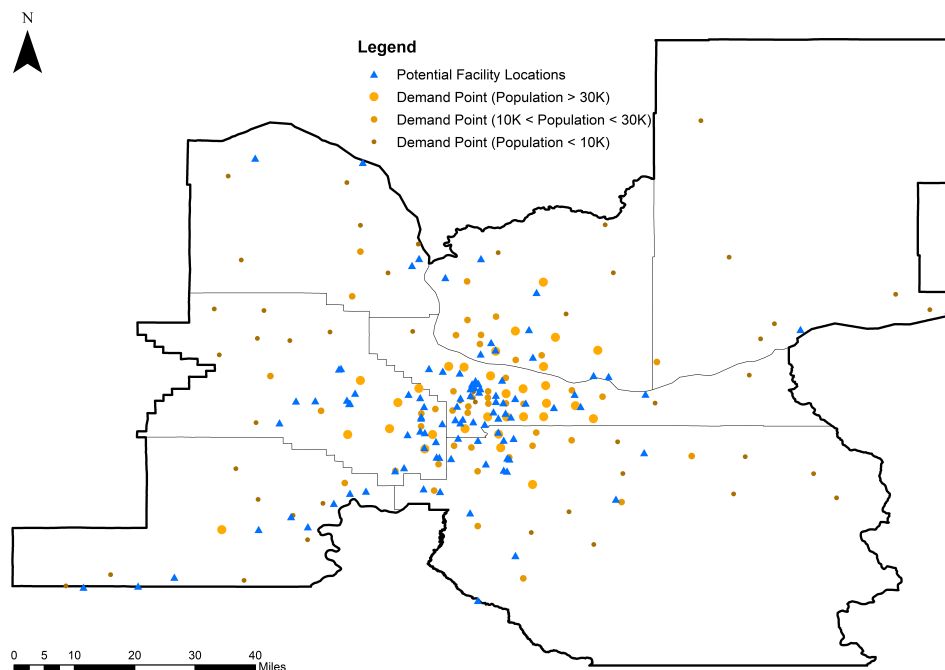 N
Legend
Potential Facility Locations
Demand Point (Population > 30K)
Demand Point (10K < Population < 30K)
Demand Point (Population < 10K)
0 5 10 20 30 40
Miles